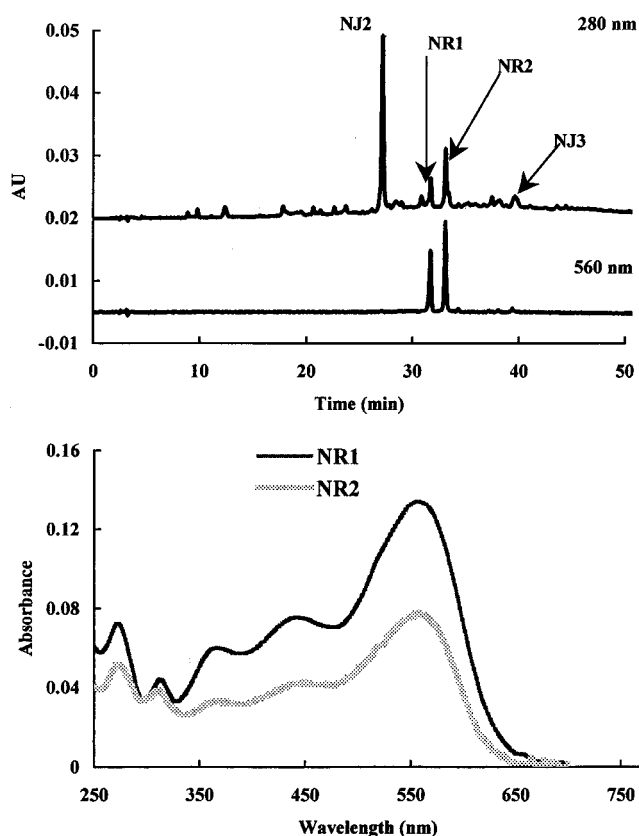 NJ2
280 nm
NR1
NR2
NJ3
AU
0.05
0.04
0.03
0.02
0.01
-0.01
560 nm
0 10 20 30 40 50
Time (min)
NR1
NR2
Absorbance
0.16
0.12
0.08
0.04
0
250 350 450 550 650 750
Wavelength (nm)